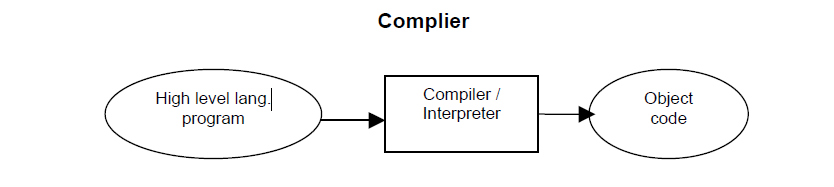 Complier
High level lang.
program
Compiler /
Interpreter
Object
code